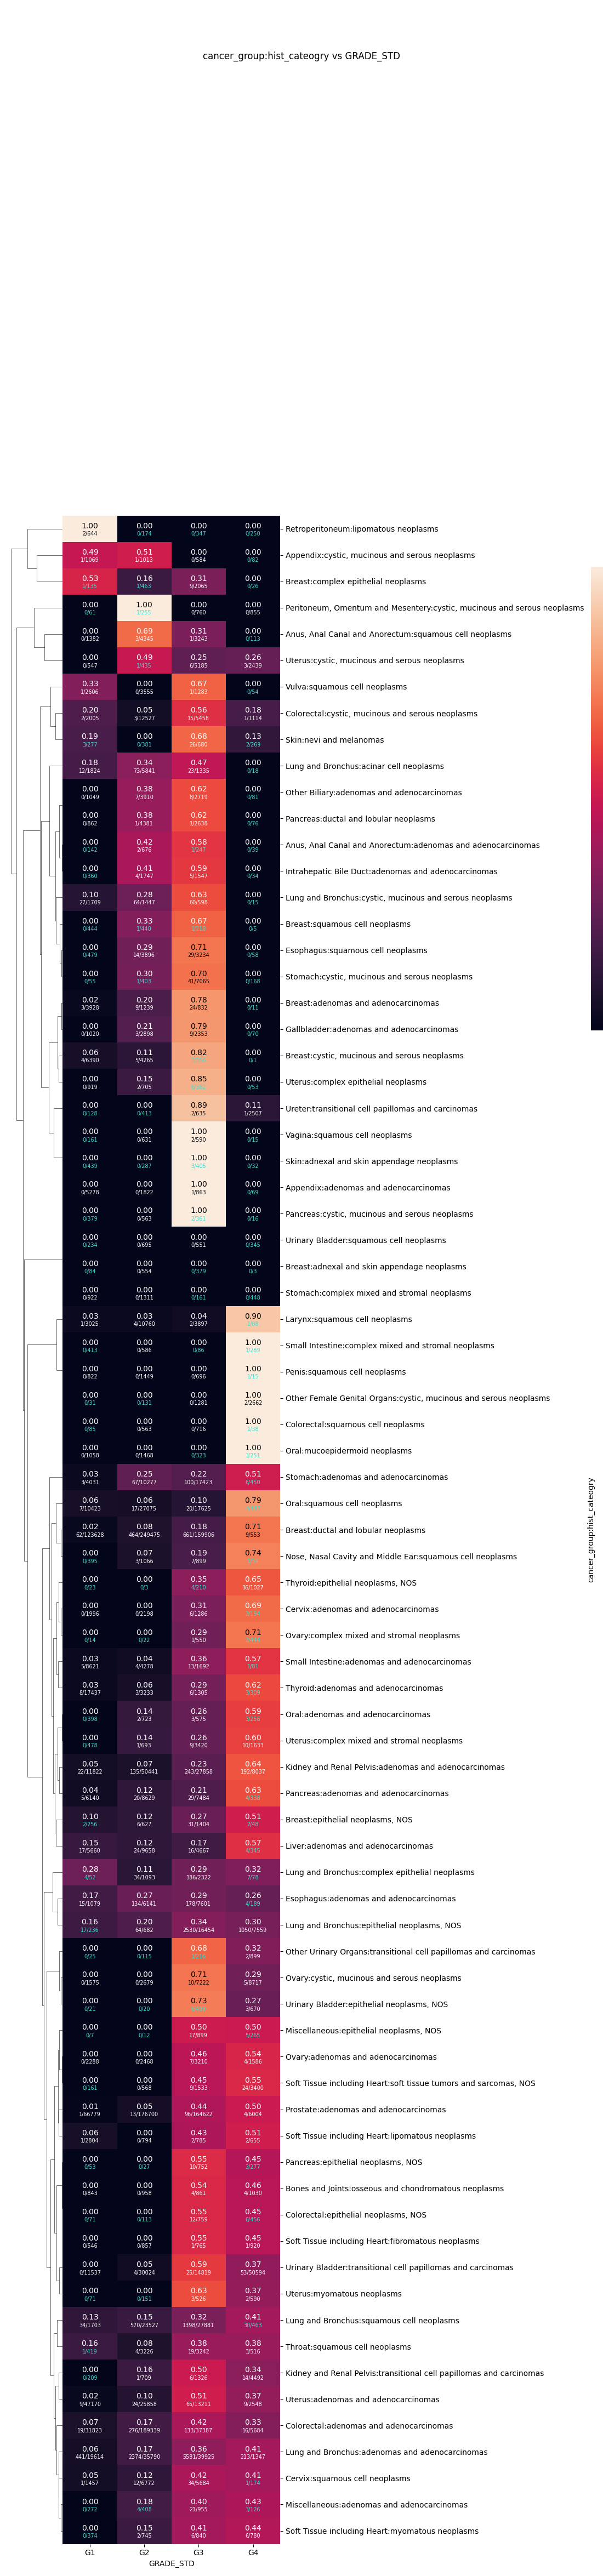 cancer_group:hist_cateogry vs GRADE_STD
1.00 0.00 0.00 0.00 Retroperitoneum:lipomatous neoplasms
2/644 0/174 0/347 0/250
0.49 0.51 0.00 0.00 Appendix:cystic, mucinous and serous neoplasms
1/1069 1/1013 0/584 0/82
0.53 0.16 0.31 0.00 Breast:complex epithelial neoplasms
1/135 1/463 9/2065 0/26
0.00 1.00 0.00 0.00 Peritoneum, Omentum and Mesentery:cystic, mucinous and serous neoplasms
0/61 1/255 0/760 0/855
0.00 0.69 0.31 0.00 Anus, Anal Canal and Anorectum:squamous cell neoplasms
0/1382 3/4345 1/3243 0/113
0.00 0.49 0.25 0.26 Uterus:cystic, mucinous and serous neoplasms
0/547 1/435 6/5185 3/2439
0.33 0.00 0.67 0.00 Vulva:squamous cell neoplasms
1/2606 0/3555 1/1283 0/54
0.20 0.05 0.56 0.18 Colorectal:cystic, mucinous and serous neoplasms
2/2005 3/12527 15/5458 1/1114
0.19 0.00 0.68 0.13 Skin:nevi and melanomas
3/277 0/381 26/680 2/269
0.18 0.34 0.47 0.00 Lung and Bronchus:acinar cell neoplasms
12/1824 73/5841 23/1335 0/18
0.00 0.38 0.62 0.00 Other Biliary:adenomas and adenocarcinomas
0/1049 7/3910 8/2719 0/81
0.00 0.38 0.62 0.00 Pancreas:ductal and lobular neoplasms
0/862 1/4381 1/2638 0/76
0.00 0.42 0.58 0.00 Anus, Anal Canal and Anorectum:adenomas and adenocarcinomas
0/142 2/676 1/247 0/39
0.00 0.41 0.59 0.00 Intrahepatic Bile Duct:adenomas and adenocarcinomas
0/360 4/1747 5/1547 0/34
0.10 0.28 0.63 0.00 Lung and Bronchus:cystic, mucinous and serous neoplasms
27/1709 64/1447 60/598 0/15
0.00 0.33 0.67 0.00 Breast:squamous cell neoplasms
0/444 1/440 0/5
0.00 0.29 0.71 0.00 Esophagus:squamous cell neoplasms
0/479 14/3896 29/3234 0/58
0.00 0.30 0.70 0.00 Stomach:cystic, mucinous and serous neoplasms
0/55 1/403 41/7065 0/168
0.02 0.20 0.78 0.00 Breast:adenomas and adenocarcinomas
3/3928 9/1239 24/832 0/11
0.00 0.21 0.79 0.00 Gallbladder:adenomas and adenocarcinomas
0/1020 3/2898 9/2353 0/70
0.06 0.11 0.82 0.00 Breast:cystic, mucinous and serous neoplasms
4/6390 5/4265 0/1
0.00 0.15 0.85 0.00 Uterus:complex epithelial neoplasms
0/919 2/705 0/53
0.00 0.00 0.89 0.11 Ureter:transitional cell papillomas and carcinomas
0/128 0/413 2/635 1/2507
0.00 0.00 1.00 0.00 Vagina:squamous cell neoplasms
0/161 0/631 2/590 0/15
0.00 0.00 1.00 0.00 Skin:adnexal and skin appendage neoplasms
0/439 0/287 3/405 0/32
0.00 0.00 1.00 0.00 Appendix:adenomas and adenocarcinomas
0/5278 0/1822 1/863 0/69
0.00 0.00 1.00 0.00 Pancreas:cystic, mucinous and serous neoplasms
0/379 0/563 2/361 0/16
0.00 0.00 0.00 0.00 Urinary Bladder:squamous cell neoplasms
0/234 0/695 0/551 0/345
0.00 0.00 0.00 0.00 Breast:adnexal and skin appendage neoplasms
0/84 0/554 0/379 0/3
0.00 0.00 0.00 0.00 Stomach:complex mixed and stromal neoplasms
0/922 0/1311 0/161 0/448
0.03 0.03 0.04 0.90 Larynx:squamous cell neoplasms
1/3025 4/10760 2/3897
0.00 0.00 0.00 1.00 Small Intestine:complex mixed and stromal neoplasms
0/413 0/586 0/86 1/285
0.00 0.00 0.00 1.00 Penis:squamous cell neoplasms
0/822 0/1449 0/696 1/15
0.00 0.00 0.00 1.00 Other Female Genital Organs:cystic, mucinous and serous neoplasms
0/31 0/131 0/1281 2/2662
0.00 0.00 0.00 1.00 Colorectal:squamous cell neoplasms
0/85 0/563 0/716 1/38
0.00 0.00 0.00 1.00 Oral:mucoepidermoid neoplasms
0/1058 0/1468 0/323 3/351
0.03 0.25 0.22 0.51 Stomach:adenomas and adenocarcinomas
3/4031 67/10277 100/17423 6/450
0.06 0.06 0.10 0.79 Oral:squamous cell neoplasms
7/10423 17/27075 20/17625
0.02 0.08 0.18 0.71 Breast:ductal and lobular neoplasms
62/123628 464/249475 661/159906 9/553
0.00 0.07 0.19 0.74 Nose, Nasal Cavity and Middle Ear:squamous cell neoplasms
0/395 3/1066 7/899
0.00 0.00 0.35 0.65 Thyroid:epithelial neoplasms, NOS
0/23 0/3 4/210 36/1027
0.00 0.00 0.31 0.69 Cervix:adenomas and adenocarcinomas
0/1996 0/2198 6/1286
0.00 0.00 0.29 0.71 Ovary:complex mixed and stromal neoplasms
0/14 0/22 1/550
0.03 0.04 0.36 0.57 Small Intestine:adenomas and adenocarcinomas
5/8621 4/4278 13/1692 1/81
0.03 0.06 0.29 0.62 Thyroid:adenomas and adenocarcinomas
8/17437 3/3233 6/1305 3/309
0.00 0.14 0.26 0.59 Oral:adenomas and adenocarcinomas
0/398 2/723 3/575 3/256
0.00 0.14 0.26 0.60 Uterus:complex mixed and stromal neoplasms
0/478 1/693 9/3420 10/1633
0.05 0.07 0.23 0.64 Kidney and Renal Pelvis:adenomas and adenocarcinomas
22/11822 135/50441 243/27858 192/8037
0.04 0.12 0.21 0.63 Pancreas:adenomas and adenocarcinomas
5/6140 20/8629 29/7484 4/338
0.10 0.12 0.27 0.51 Breast:epithelial neoplasms, NOS
2/256 6/627 31/1404 2/48
0.15 0.12 0.17 0.57 Liver:adenomas and adenocarcinomas
17/5660 24/9658 16/4667 4/345
0.28 0.11 0.29 0.32 Lung and Bronchus:complex epithelial neoplasms
4/52 34/1093 186/2322 7/78
0.17 0.27 0.29 0.26 Esophagus:adenomas and adenocarcinomas
15/1079 134/6141 178/7601 4/189
0.16 0.20 0.34 0.30 Lung and Bronchus:epithelial neoplasms, NOS
17/236 64/682 2530/16454 1050/7559
0.00 0.00 0.68 0.32 Other Urinary Organs:transitional cell papillomas and carcinomas
0/25 0/115 2/899
0.00 0.00 0.71 0.29 Ovary:cystic, mucinous and serous neoplasms
0/1575 0/2679 10/7222 5/8717
0.00 0.00 0.73 0.27 Urinary Bladder:epithelial neoplasms, NOS
0/21 0/20 3/670
0.00 0.00 0.50 0.50 Miscellaneous:epithelial neoplasms, NOS
0/7 0/12 17/899 5/265
0.00 0.00 0.46 0.54 Ovary:adenomas and adenocarcinomas
0/2288 0/2468 7/3210 4/1586
0.00 0.00 0.45 0.55 Soft Tissue including Heart:soft tissue tumors and sarcomas, NOS
0/161 0/568 9/1533 24/3400
0.01 0.05 0.44 0.50 Prostate:adenomas and adenocarcinomas
1/66779 13/176700 96/164622 4/6004
0.06 0.00 0.43 0.51 Soft Tissue including Heart:lipomatous neoplasms
1/2804 0/794 2/785 2/655
0.00 0.00 0.55 0.45 Pancreas:epithelial neoplasms, NOS
0/53 0/27 10/752 3/277
0.00 0.00 0.54 0.46 Bones and Joints:osseous and chondromatous neoplasms
0/843 0/958 4/861 4/1030
0.00 0.00 0.55 0.45 Colorectal:epithelial neoplasms, NOS
0/71 0/113 12/759 6/456
0.00 0.00 0.55 0.45 Soft Tissue including Heart:fibromatous neoplasms
0/546 0/857 1/765 1/920
0.00 0.05 0.59 0.37 Urinary Bladder:transitional cell papillomas and carcinomas
0/11537 4/30024 25/14819 53/50594
0.00 0.00 0.63 0.37 Uterus:myomatous neoplasms
0/71 0/151 3/526 2/590
0.13 0.15 0.32 0.41 Lung and Bronchus:squamous cell neoplasms
34/1703 570/23527 1398/27881 30/463
0.16 0.08 0.38 0.38 Throat:squamous cell neoplasms
1/419 4/3226 19/3242 3/516
0.00 0.16 0.50 0.34 Kidney and Renal Pelvis:transitional cell papillomas and carcinomas
0/209 1/709 6/1326 14/4492
0.02 0.10 0.51 0.37 Uterus:adenomas and adenocarcinomas
9/47170 24/25858 65/13211 9/2548
0.07 0.17 0.42 0.33 Colorectal:adenomas and adenocarcinomas
19/31823 276/189339 133/37387 16/5684
0.06 0.17 0.36 0.41 Lung and Bronchus:adenomas and adenocarcinomas
441/19614 2374/35790 5581/39925 213/1347
0.05 0.12 0.42 0.41 Cervix:squamous cell neoplasms
1/1457 12/6772 34/5684 1/174
0.00 0.18 0.40 0.43 Miscellaneous:adenomas and adenocarcinomas
0/272 4/408 21/955 3/126
0.00 0.15 0.41 0.44 Soft Tissue including Heart:myomatous neoplasms
0/374 2/745 6/840 6/780
G1 G2 G3 G4
GRADE_STD
cancer_group:hist_cateogry